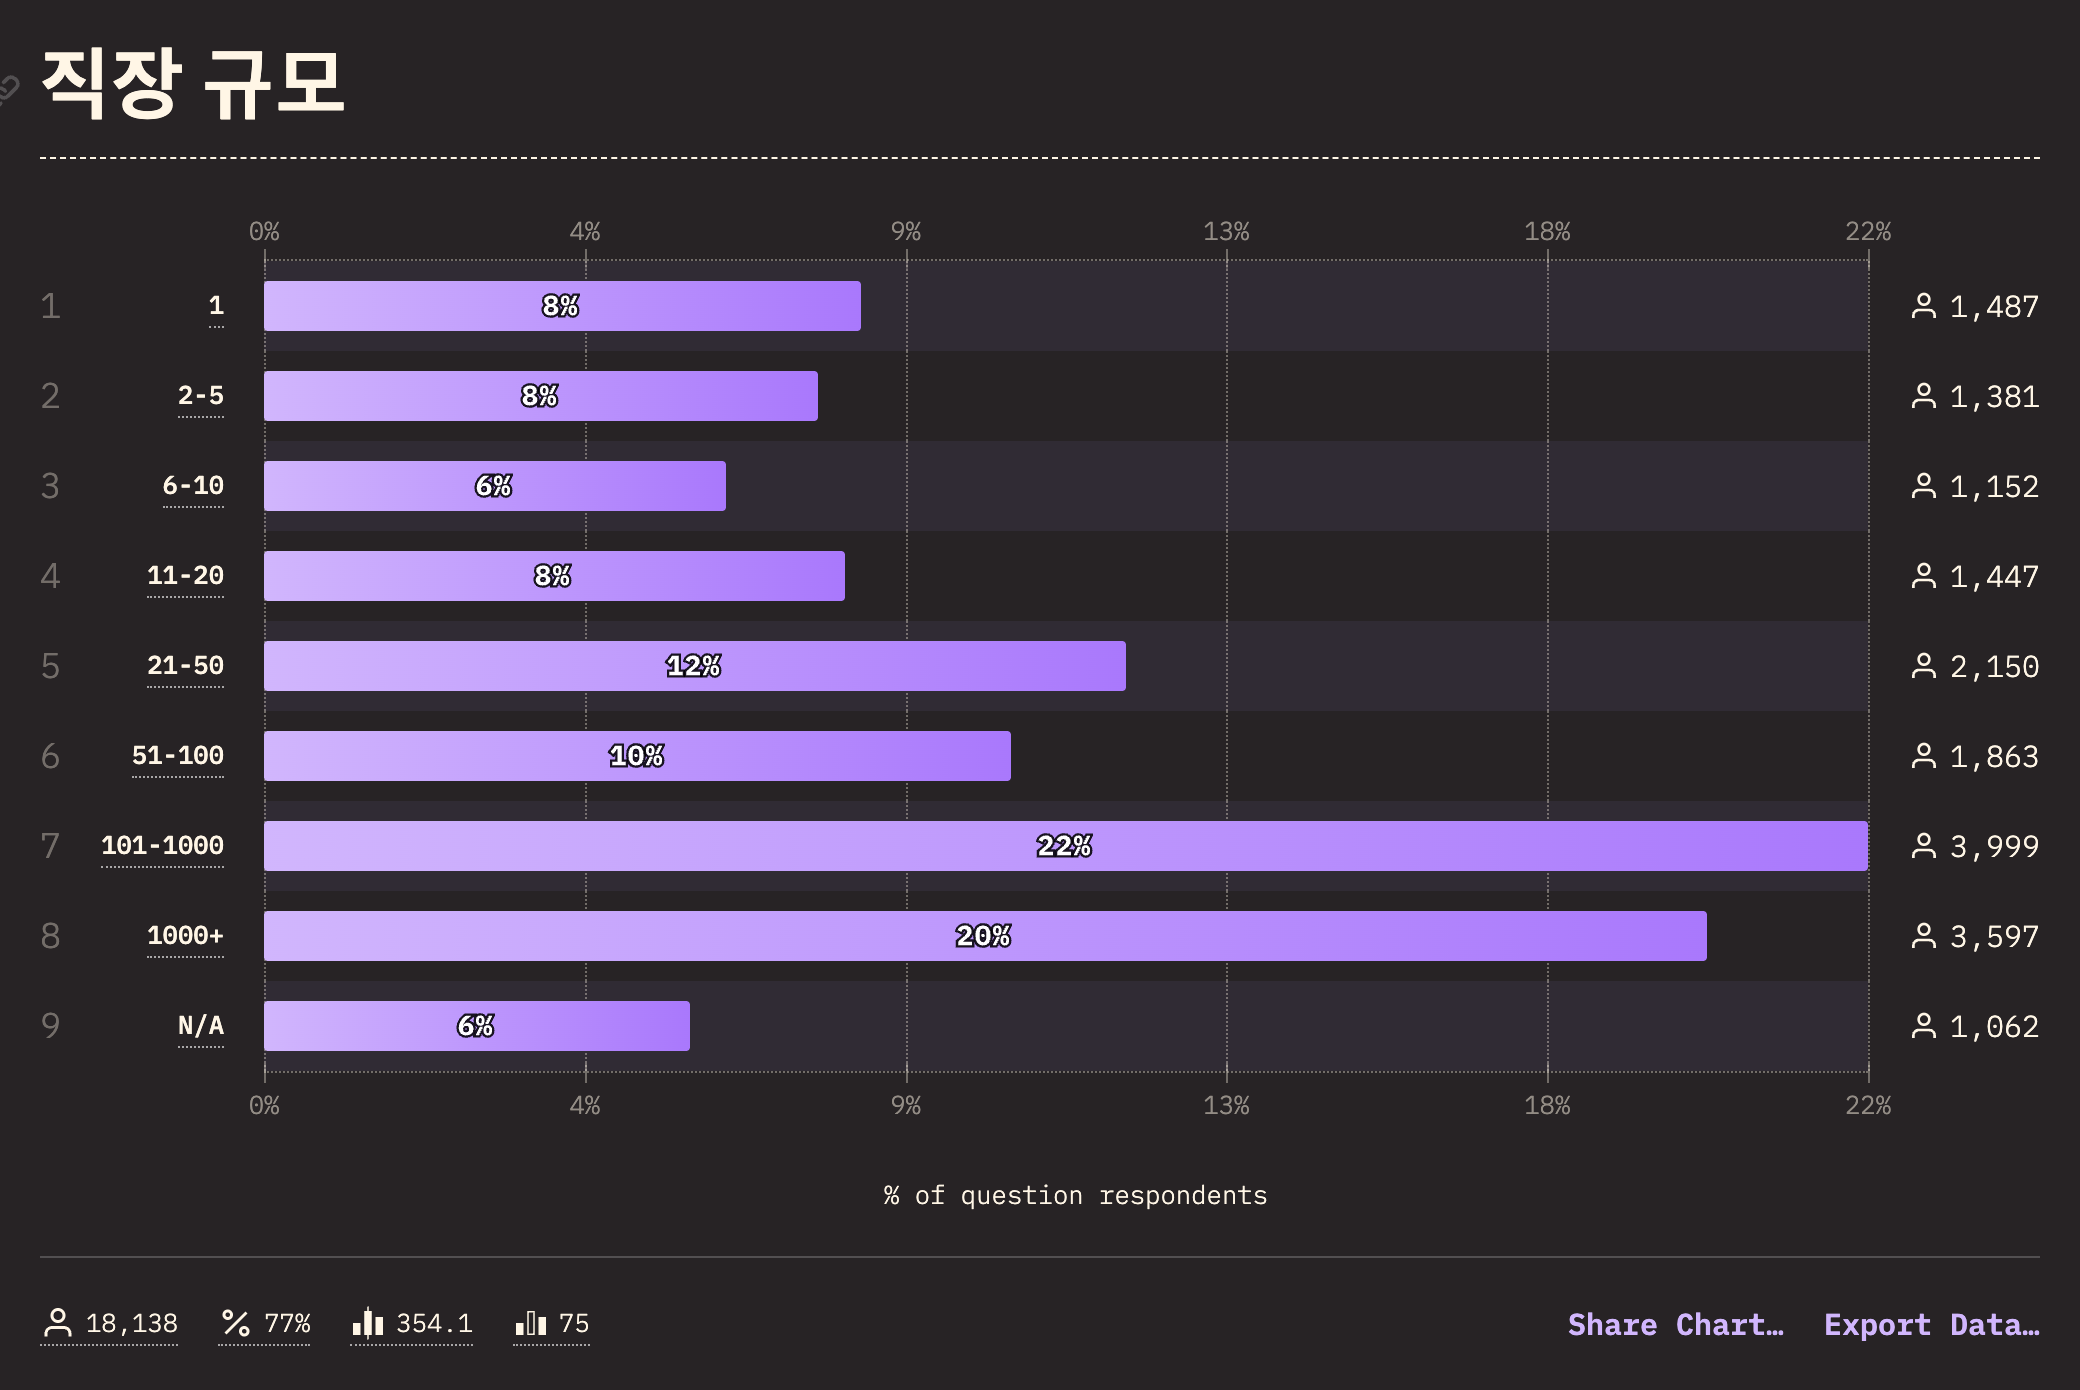 직장 규모
0% 4% 9% 13% 18% 22%
1 1 8% 1,487
2 2-5 8% 1,381
3 6-10 6% 1,152
4 11-20 8% 1,447
5 21-50 12% 2,150
6 51-100 10% 1,863
7 101-1000 22% 3,999
8 1000+ 20% 3,597
9 N/A 6% 1,062
0% 4% 9% 13% 18% 22%
% of question respondents
18,138 % 77% 354.1 75 Share Chart… Export Data…